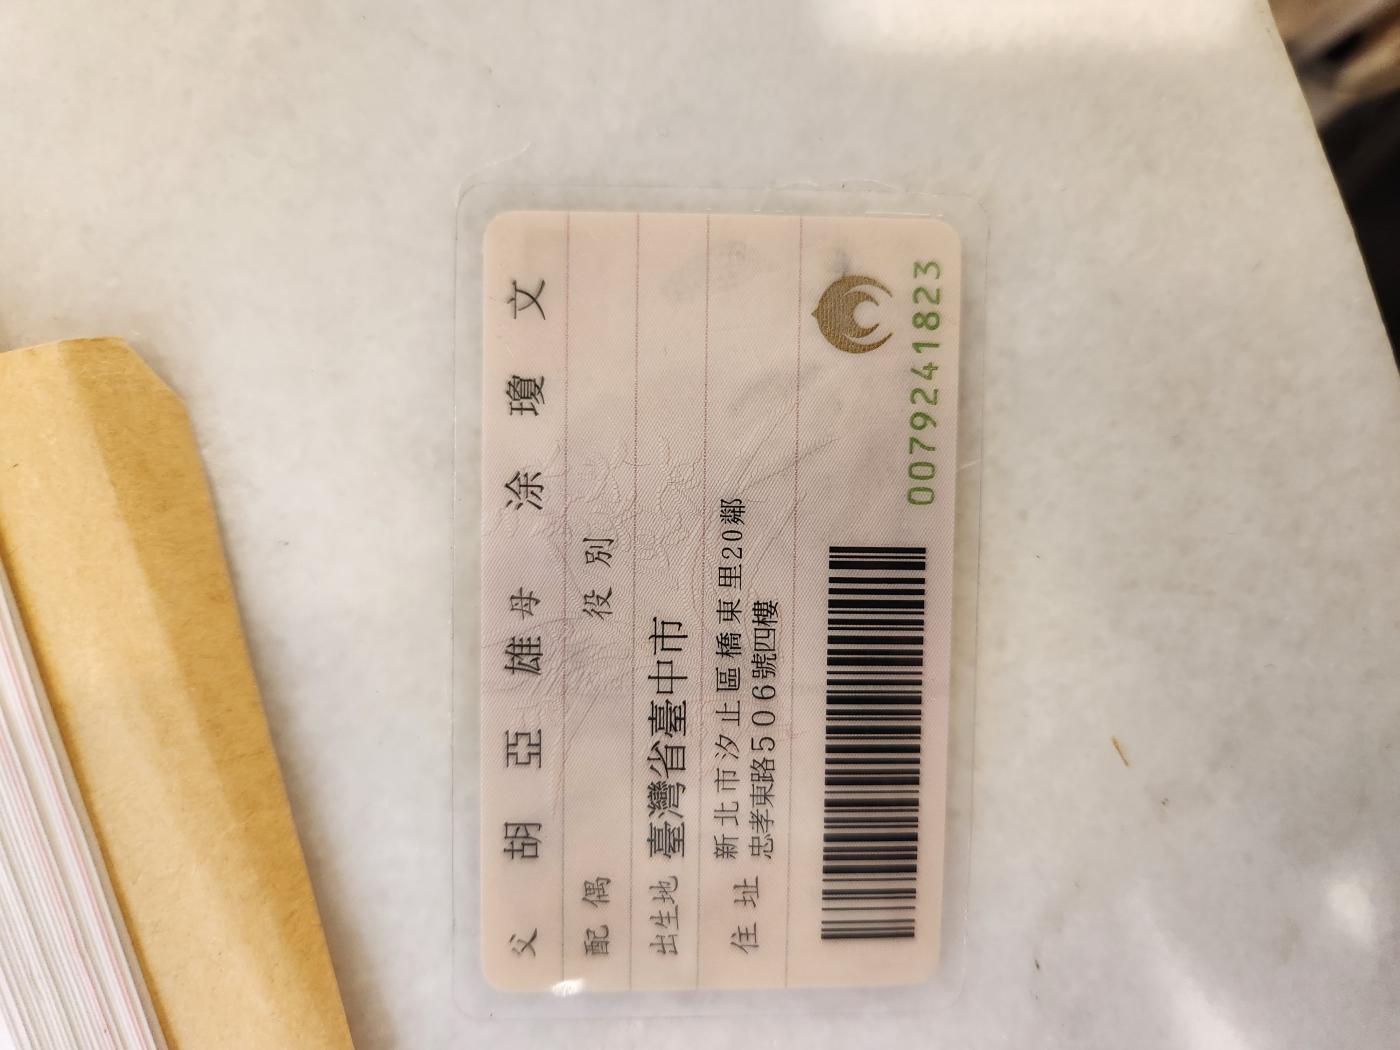 父 胡亞雄 母 涂瓊文
配偶 役別
出生地 臺灣省臺中市
住址 新北市汐止區橋東里20鄰
忠孝東路506號四樓
0079241823